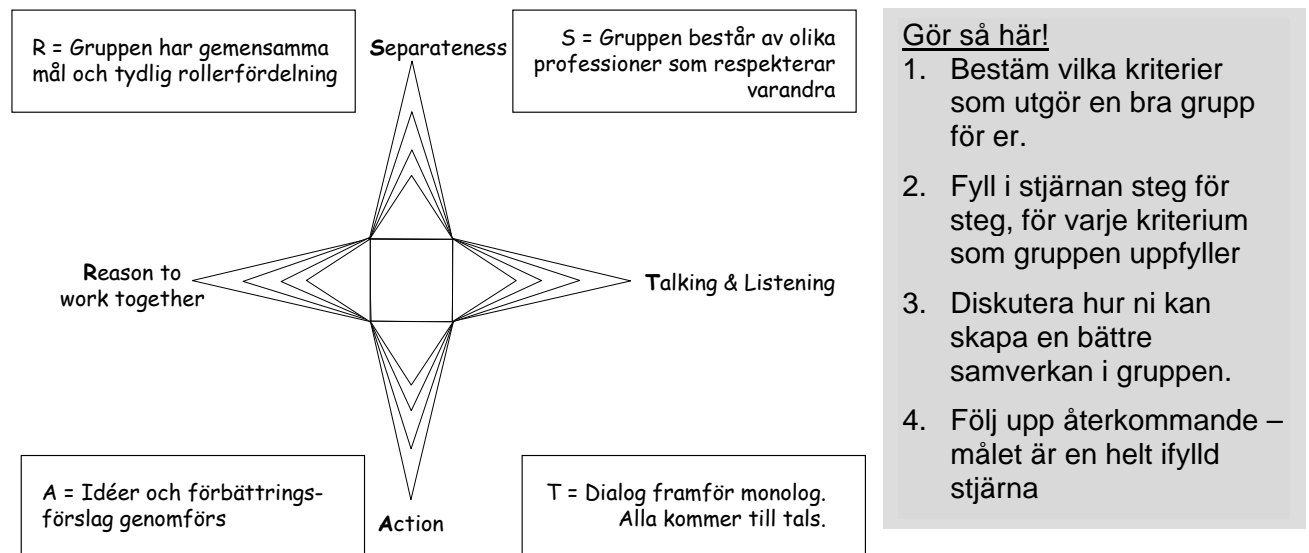 R = Gruppen har gemensamma
mål och tydlig rollerfördelning
Separateness
S = Gruppen består av olika
professioner som respekterar
varandra
Reason to
work together
Talking & Listening
A = Idéer och förbättrings-
förslag genomförs
Action
T = Dialog framför monolog.
Alla kommer till tals.
Gör så här!
1. Bestäm vilka kriterier
som utgör en bra grupp
för er.
2. Fyll i stjärnan steg för
steg, för varje kriterium
som gruppen uppfyller
3. Diskutera hur ni kan
skapa en bättre
samverkan i gruppen.
4. Följ upp återkommande –
målet är en helt ifylld
stjärna